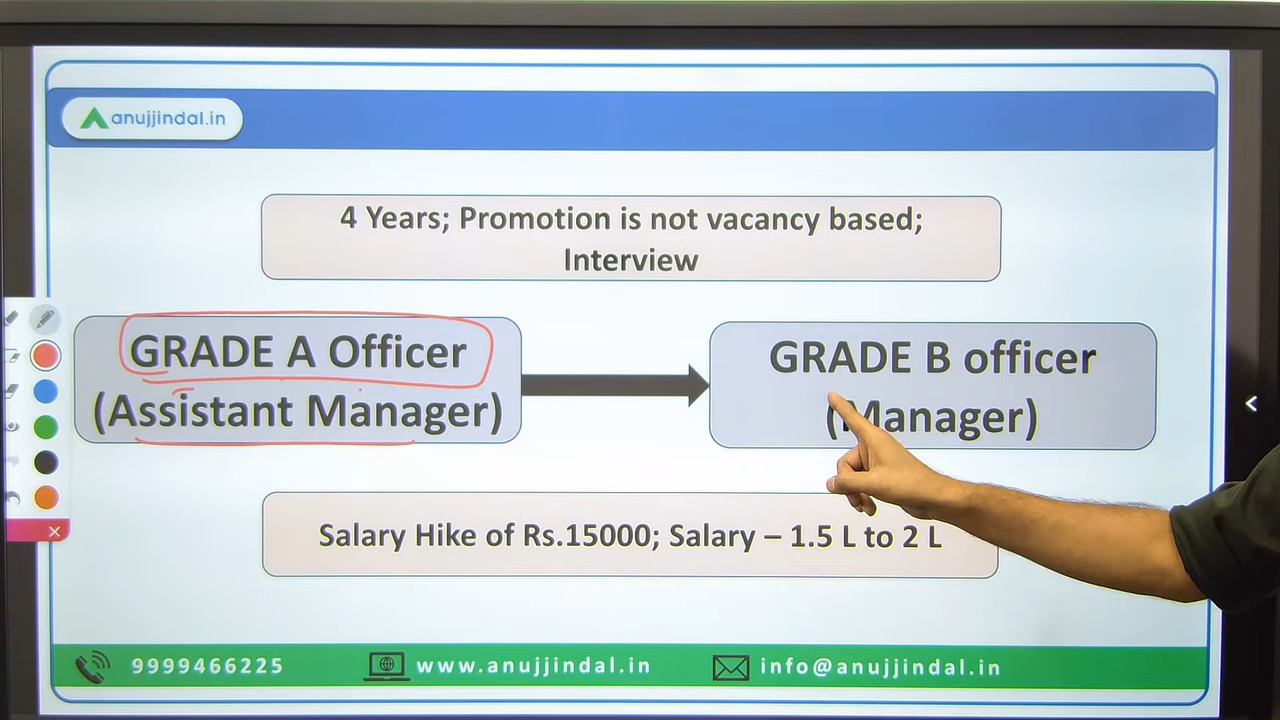 anujjindal.in
4 Years; Promotion is not vacancy based;
Interview
GRADE A Officer
(Assistant Manager)
GRADE B officer
(Manager)
Salary Hike of Rs.15000; Salary – 1.5 L to 2 L
9999466225
www.anujjindal.in
info@anujjindal.in